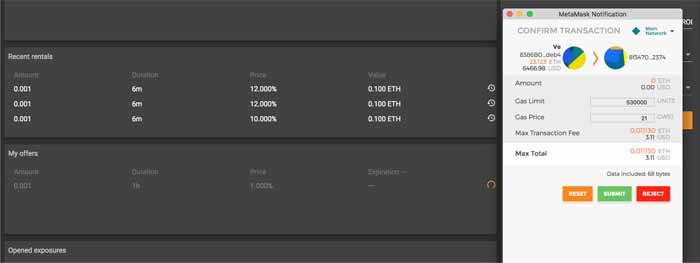 Recent rentals
Amount Duration Price Value
0.001 6m 12.000% 0.100 ETH
0.001 6m 12.000% 0.100 ETH
0.001 6m 10.000% 0.100 ETH
My offers
Amount Duration Price Expiration --
0.001 1h 1.000% --
Opened exposures
MetaMask Notification
CONFIRM TRANSACTION Main Network
Ve
23.123 ETH
6466.98 USD
813470...2374
Amount 0 ETH
0.00 USD
Gas Limit 530000 UNITS
Gas Price 21 GWEI
Max Transaction Fee 0.011130 ETH
3.11 USD
Max Total 0.011130 ETH
3.11 USD
Data included: 68 bytes
RESET SUBMIT REJECT